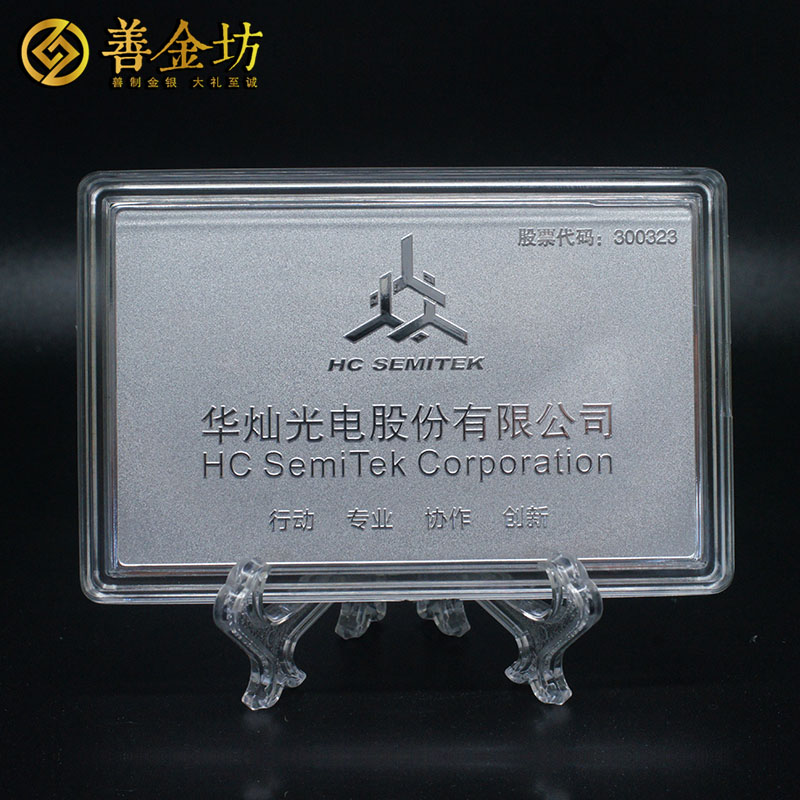 善金坊
善制金银 大礼至诚
股票代码：300323
HC SEMITEK
华灿光电股份有限公司
HC SemiTek Corporation
行动 专业 协作 创新